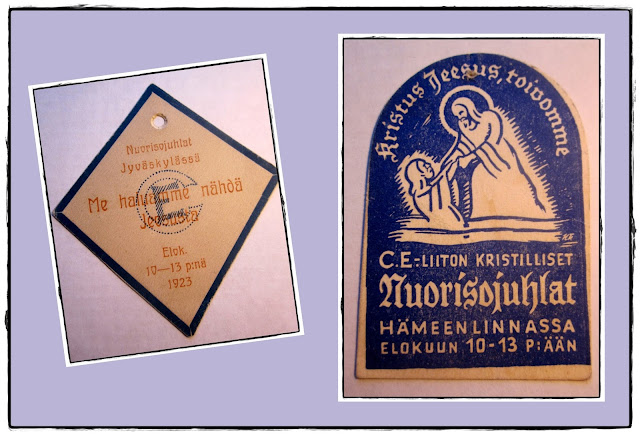 Nuorisojuhlat
Jyväskylässä
Me haluamme nähdä
Jeesusta
Elok.
10—13 p:nä
1923
Kristus Jeesus, toivomme
C.E:-LIITON KRISTILLISET
Nuorisojuhlat
HÄMEENLINNASSA
ELOKUUN 10-13 P:ÄÄN